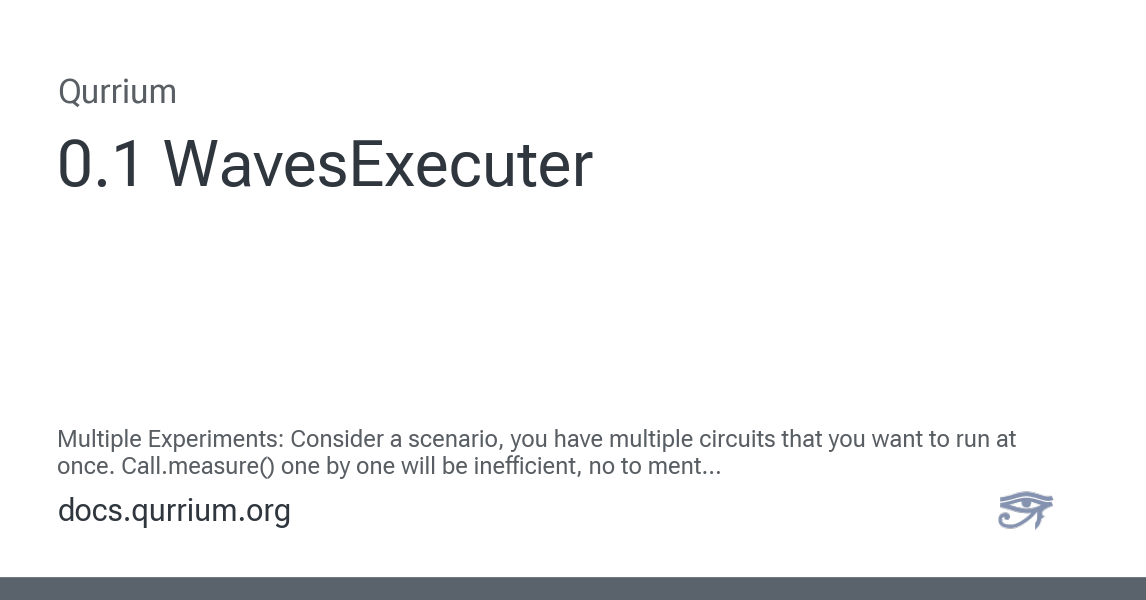 Qurrium
0.1 WavesExecuter
Multiple Experiments: Consider a scenario, you have multiple circuits that you want to run at
once. Call.measure() one by one will be inefficient, no to ment...
docs.qurrium.org